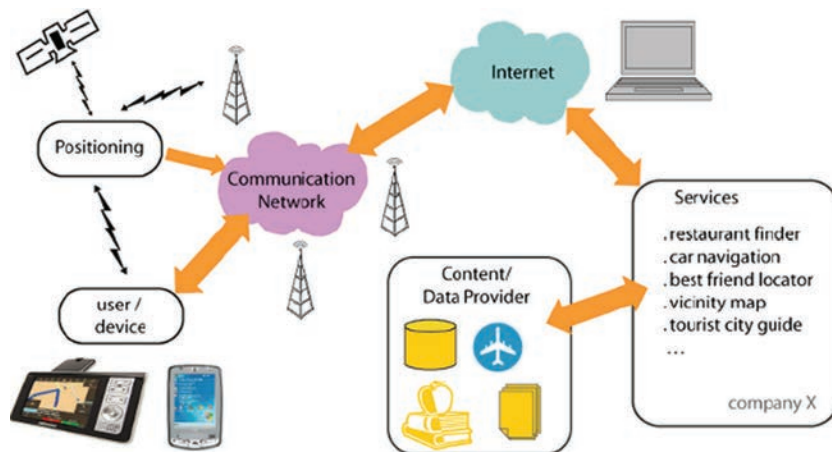 Internet
Positioning
Communication
Network
Services
.restaurant finder
.car navigation
.best friend locator
.vicinity map
.tourist city guide
...
Content/
Data Provider
user /
device
company X